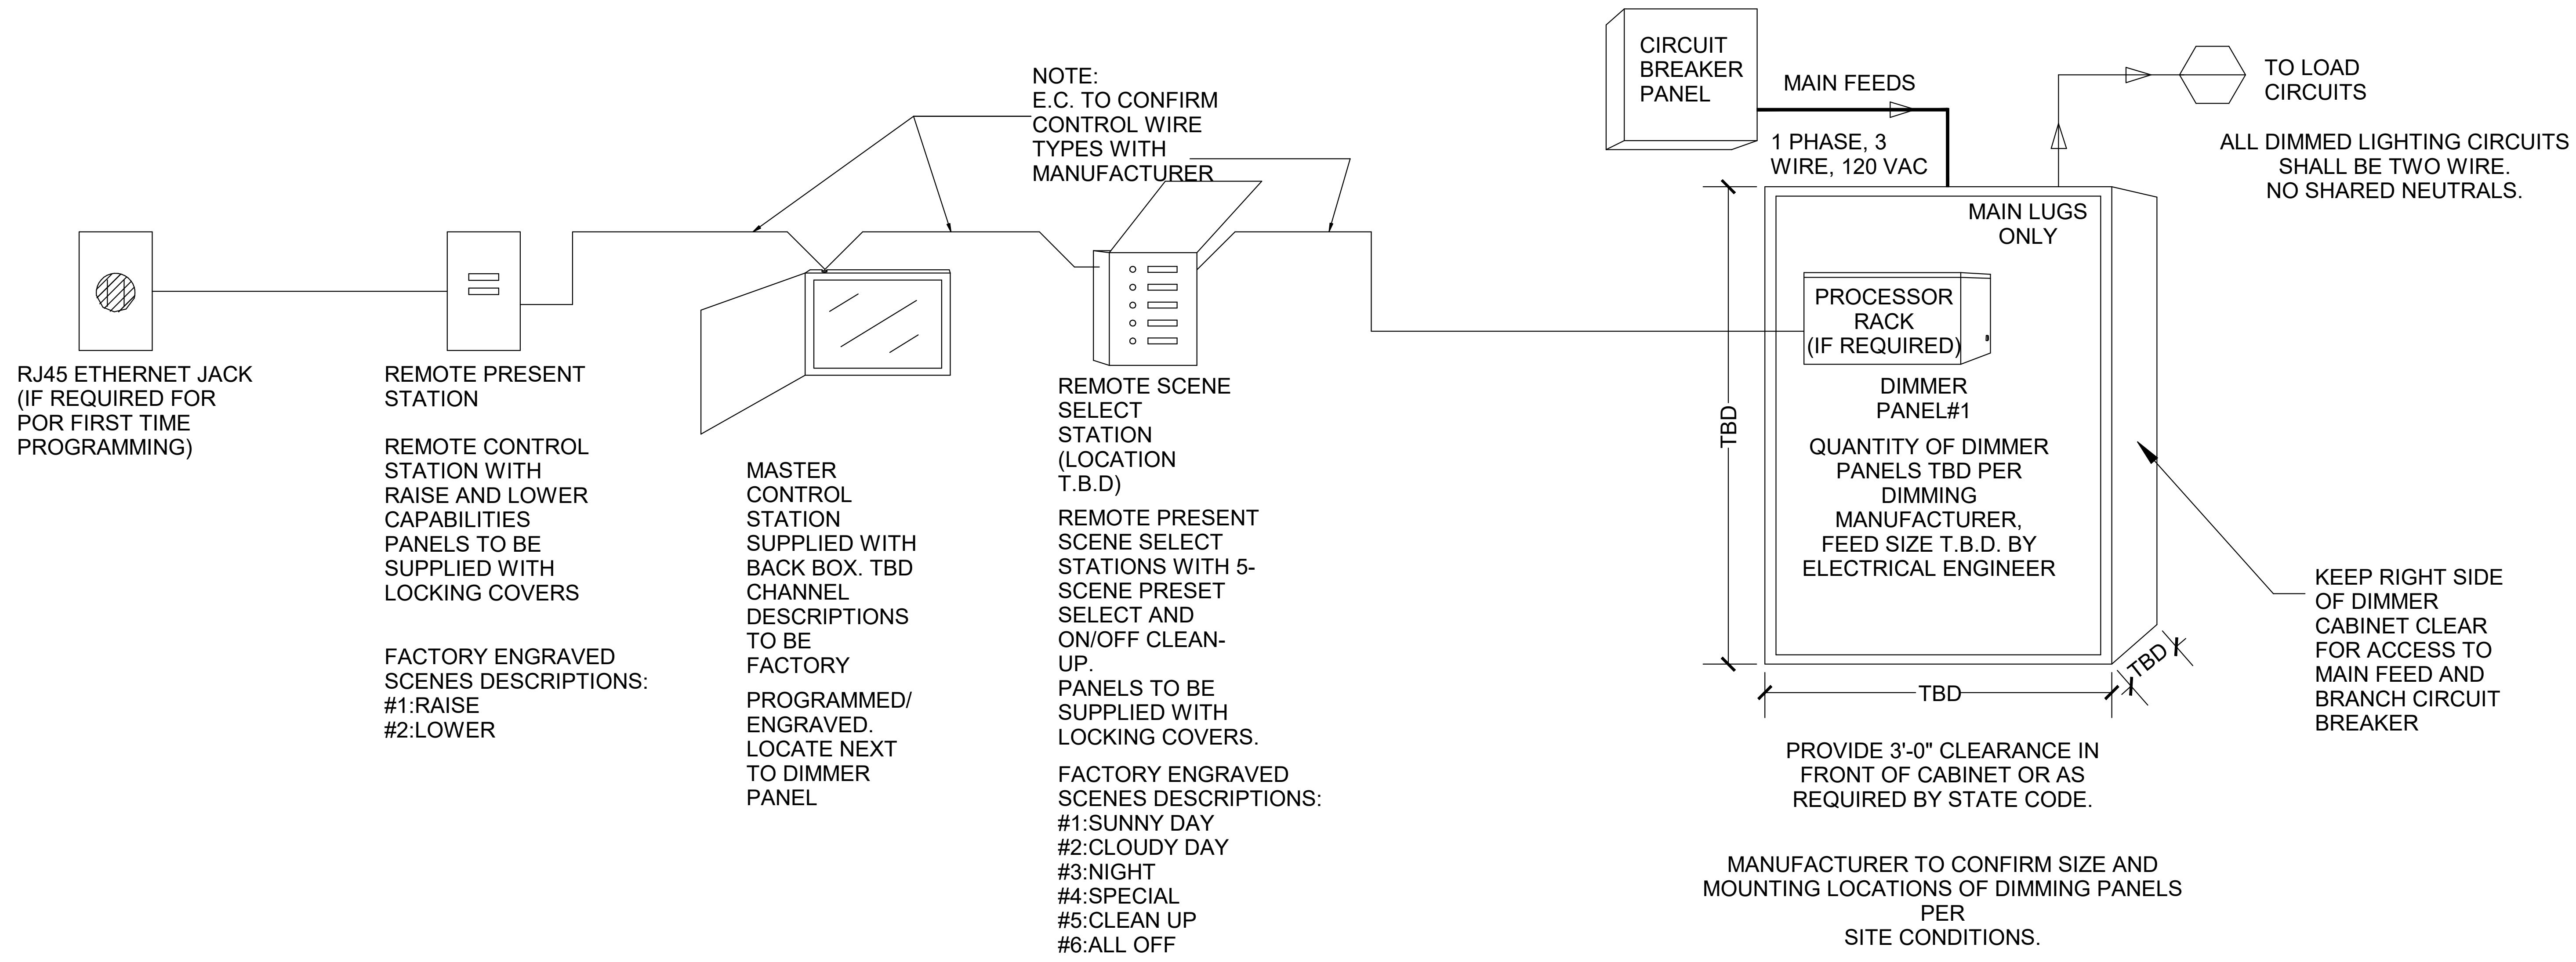 NOTE:
E.C. TO CONFIRM
CONTROL WIRE
TYPES WITH
MANUFACTURER
CIRCUIT
BREAKER
PANEL
MAIN FEEDS
1 PHASE, 3
WIRE, 120 VAC
TO LOAD
CIRCUITS
ALL DIMMED LIGHTING CIRCUITS
SHALL BE TWO WIRE.
NO SHARED NEUTRALS.
RJ45 ETHERNET JACK
(IF REQUIRED FOR
POR FIRST TIME
PROGRAMMING)
REMOTE PRESENT
STATION
REMOTE CONTROL
STATION WITH
RAISE AND LOWER
CAPABILITIES
PANELS TO BE
SUPPLIED WITH
LOCKING COVERS
FACTORY ENGRAVED
SCENES DESCRIPTIONS:
#1:RAISE
#2:LOWER
MASTER
CONTROL
STATION
SUPPLIED WITH
BACK BOX. TBD
CHANNEL
DESCRIPTIONS
TO BE
FACTORY
PROGRAMMED/
ENGRAVED.
LOCATE NEXT
TO DIMMER
PANEL
REMOTE SCENE
SELECT
STATION
(LOCATION
T.B.D)
REMOTE PRESENT
SCENE SELECT
STATIONS WITH 5-
SCENE PRESET
SELECT AND
ON/OFF CLEAN-
UP.
PANELS TO BE
SUPPLIED WITH
LOCKING COVERS.
FACTORY ENGRAVED
SCENES DESCRIPTIONS:
#1:SUNNY DAY
#2:CLOUDY DAY
#3:NIGHT
#4:SPECIAL
#5:CLEAN UP
#6:ALL OFF
MAIN LUGS
ONLY
PROCESSOR
RACK
(IF REQUIRED)
DIMMER
PANEL#1
QUANTITY OF DIMMER
PANELS TBD PER
DIMMING
MANUFACTURER,
FEED SIZE T.B.D. BY
ELECTRICAL ENGINEER
TBD
TBD
TBD
KEEP RIGHT SIDE
OF DIMMER
CABINET CLEAR
FOR ACCESS TO
MAIN FEED AND
BRANCH CIRCUIT
BREAKER
PROVIDE 3'-0" CLEARANCE IN
FRONT OF CABINET OR AS
REQUIRED BY STATE CODE.
MANUFACTURER TO CONFIRM SIZE AND
MOUNTING LOCATIONS OF DIMMING PANELS
PER
SITE CONDITIONS.